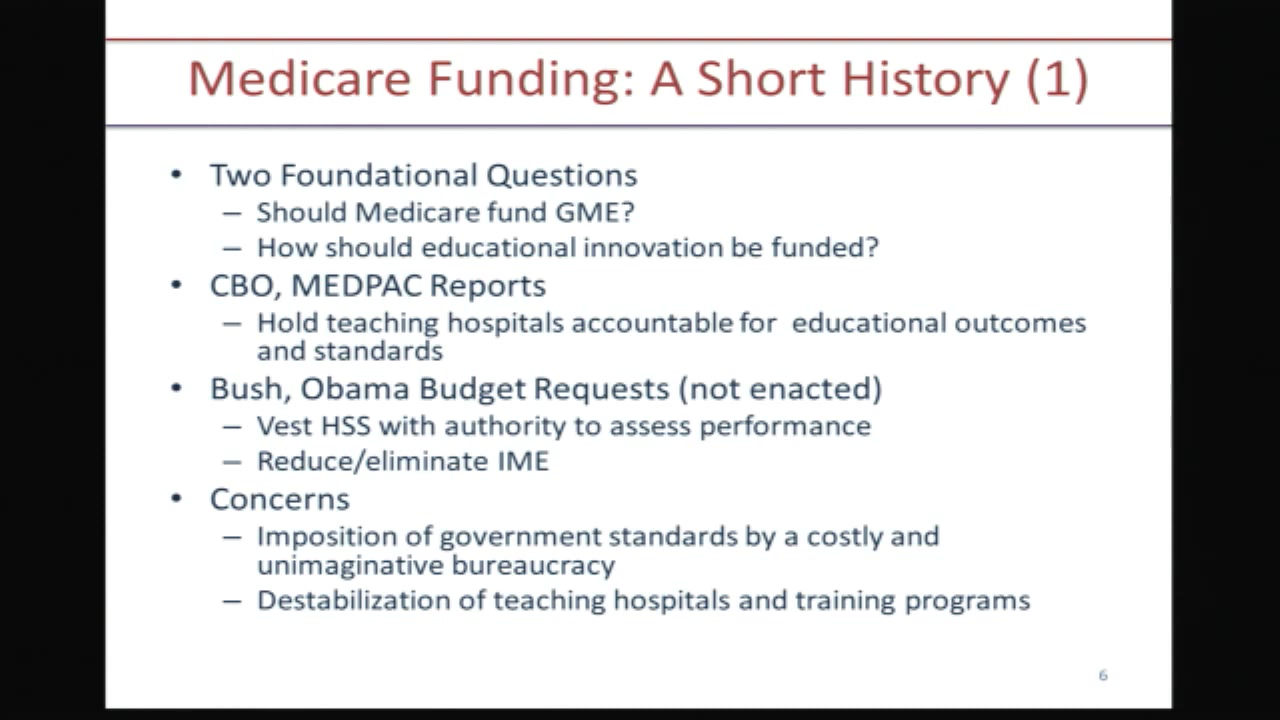 Medicare Funding: A Short History (1)
• Two Foundational Questions
– Should Medicare fund GME?
– How should educational innovation be funded?
• CBO, MEDPAC Reports
– Hold teaching hospitals accountable for educational outcomes
and standards
• Bush, Obama Budget Requests (not enacted)
– Vest HSS with authority to assess performance
– Reduce/eliminate IME
• Concerns
– Imposition of government standards by a costly and
unimaginative bureaucracy
– Destabilization of teaching hospitals and training programs
6